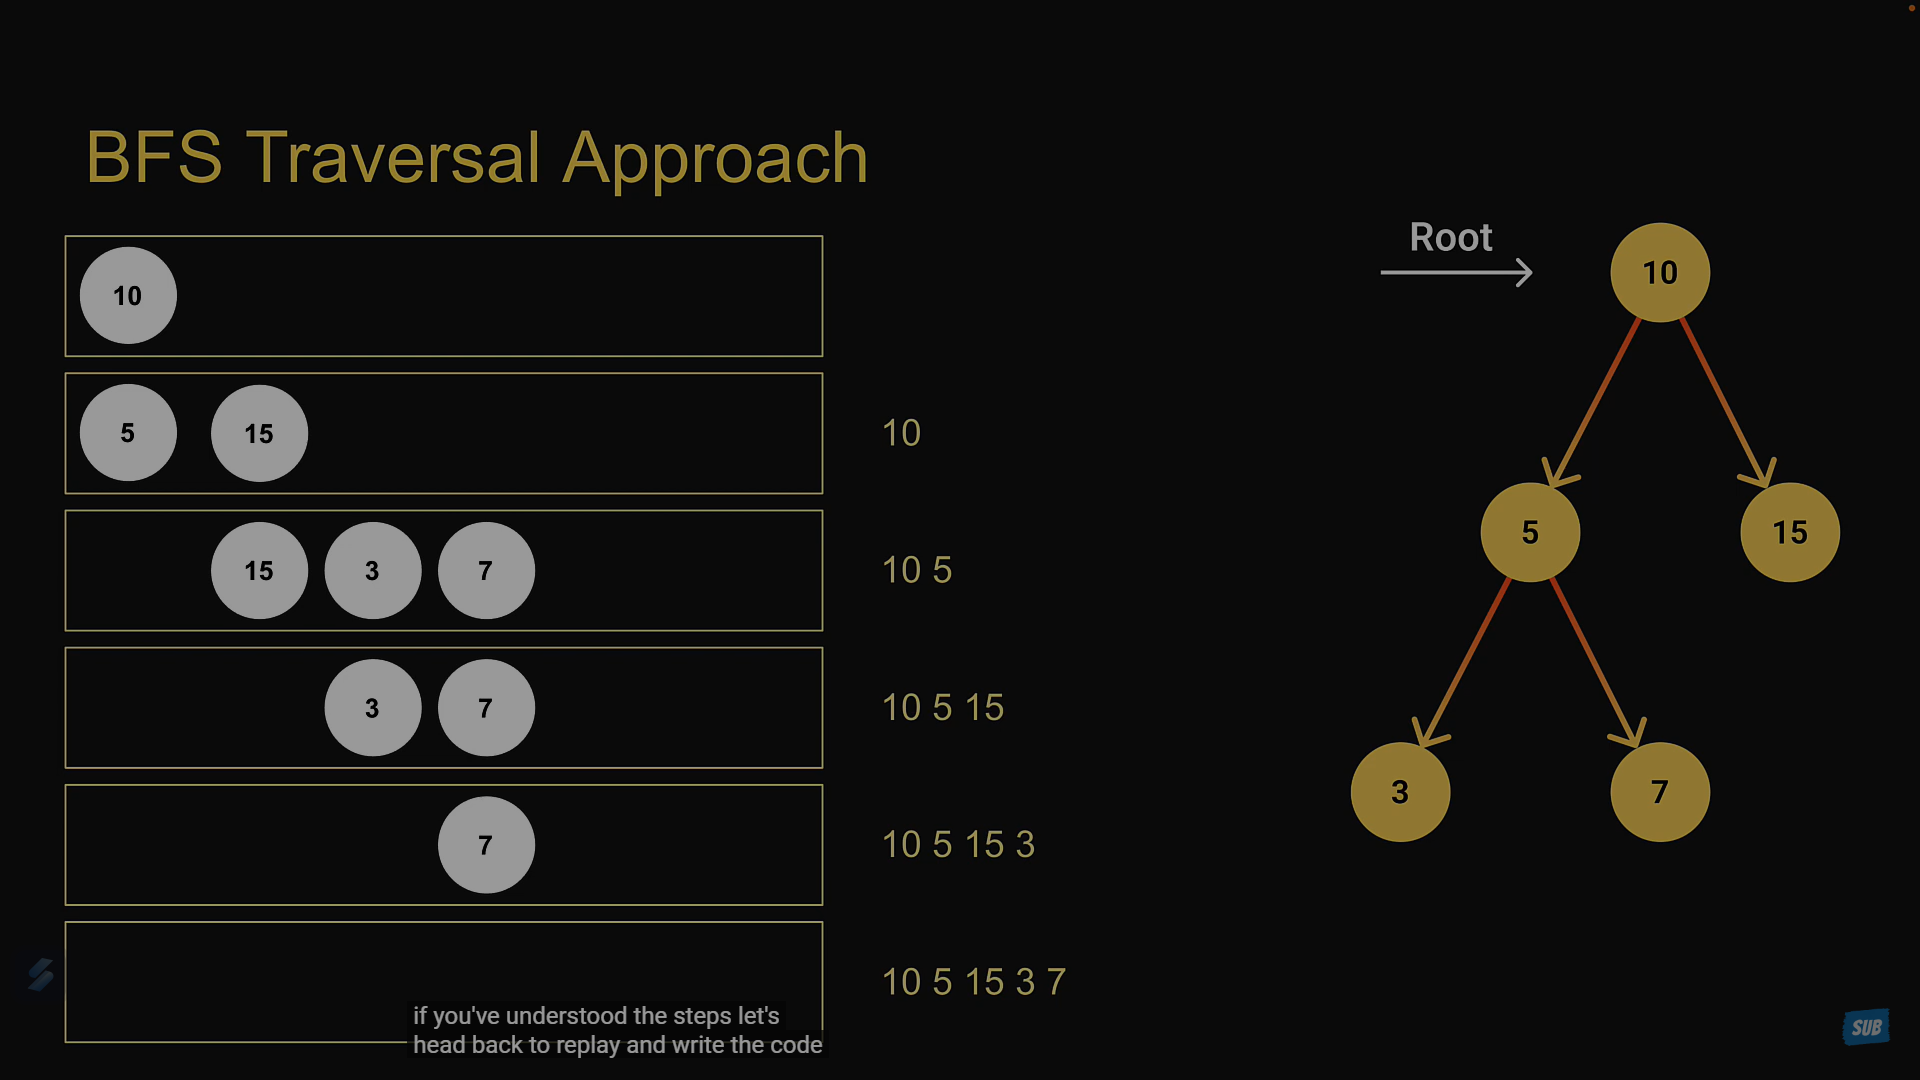 BFS Traversal Approach
Root
10
10
5 15
10
5
15
15 3 7
10 5
3 7
10 5 15
3
7
7
10 5 15 3
10 5 15 3 7
if you've understood the steps let's
head back to replay and write the code
SUB